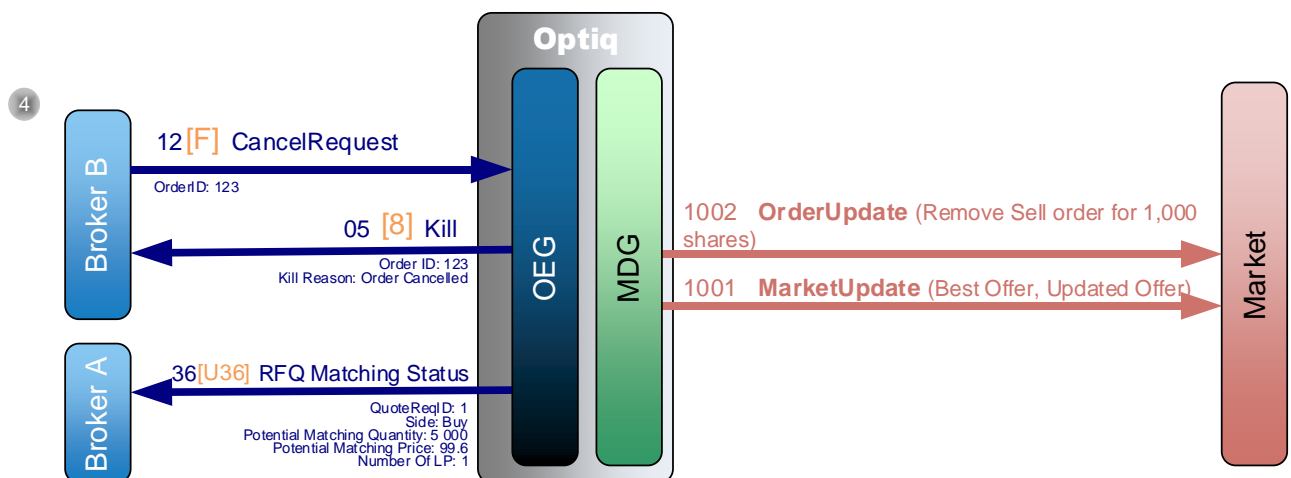 Optiq
4
Broker B
12 [F] CancelRequest
OrderID: 123
05 [8] Kill
Order ID: 123
Kill Reason: Order Cancelled
OEG
MDG
1002 OrderUpdate (Remove Sell order for 1,000
shares)
1001 MarketUpdate (Best Offer, Updated Offer)
Market
Broker A
36[U36] RFQ Matching Status
QuoteReqID: 1
Side: Buy
Potential Matching Quantity: 5 000
Potential Matching Price: 99.6
Number Of LP: 1